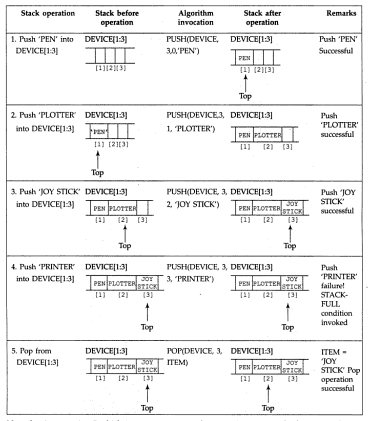 Stack operation Stack before operation Algorithm invocation Stack after operation Remarks
1. Push 'PEN' into DEVICE[1:3]
DEVICE[1:3]
[1] [2] [3]
PUSH(DEVICE, 3,0,'PEN')
DEVICE[1:3]
PEN
[1] [2] [3]
Top
Push 'PEN' Successful
2. Push 'PLOTTER' into DEVICE[1:3]
DEVICE[1:3]
'PEN'
[1] [2] [3]
Top
PUSH(DEVICE,3, 1, 'PLOTTER')
DEVICE[1:3]
PEN PLOTTER
[1] [2] [3]
Push 'PLOTTER' successful
3. Push 'JOY STICK' into DEVICE[1:3]
DEVICE[1:3]
PEN PLOTTER
[1] [2] [3]
Top
PUSH(DEVICE, 3, 2, 'JOY STICK')
DEVICE[1:3]
PEN PLOTTER JOY STICK
[1] [2] [3]
Top
Push 'JOY STICK' successful
4. Push 'PRINTER' into DEVICE[1:3]
DEVICE[1:3]
PEN PLOTTER JOY STICK
[1] [2] [3]
Top
PUSH(DEVICE, 3, 3, 'PRINTER')
DEVICE[1:3]
PEN PLOTTER JOY STICK
[1] [2] [3]
Top
Push 'PRINTER' failure! STACK-FULL condition invoked
5. Pop from DEVICE[1:3]
DEVICE[1:3]
PEN PLOTTER JOY STICK
[1] [2] [3]
Top
POP(DEVICE, 3, ITEM)
DEVICE[1:3]
PEN PLOTTER JOY STICK
[1] [2] [3]
Top
ITEM = 'JOY STICK' Pop operation successful